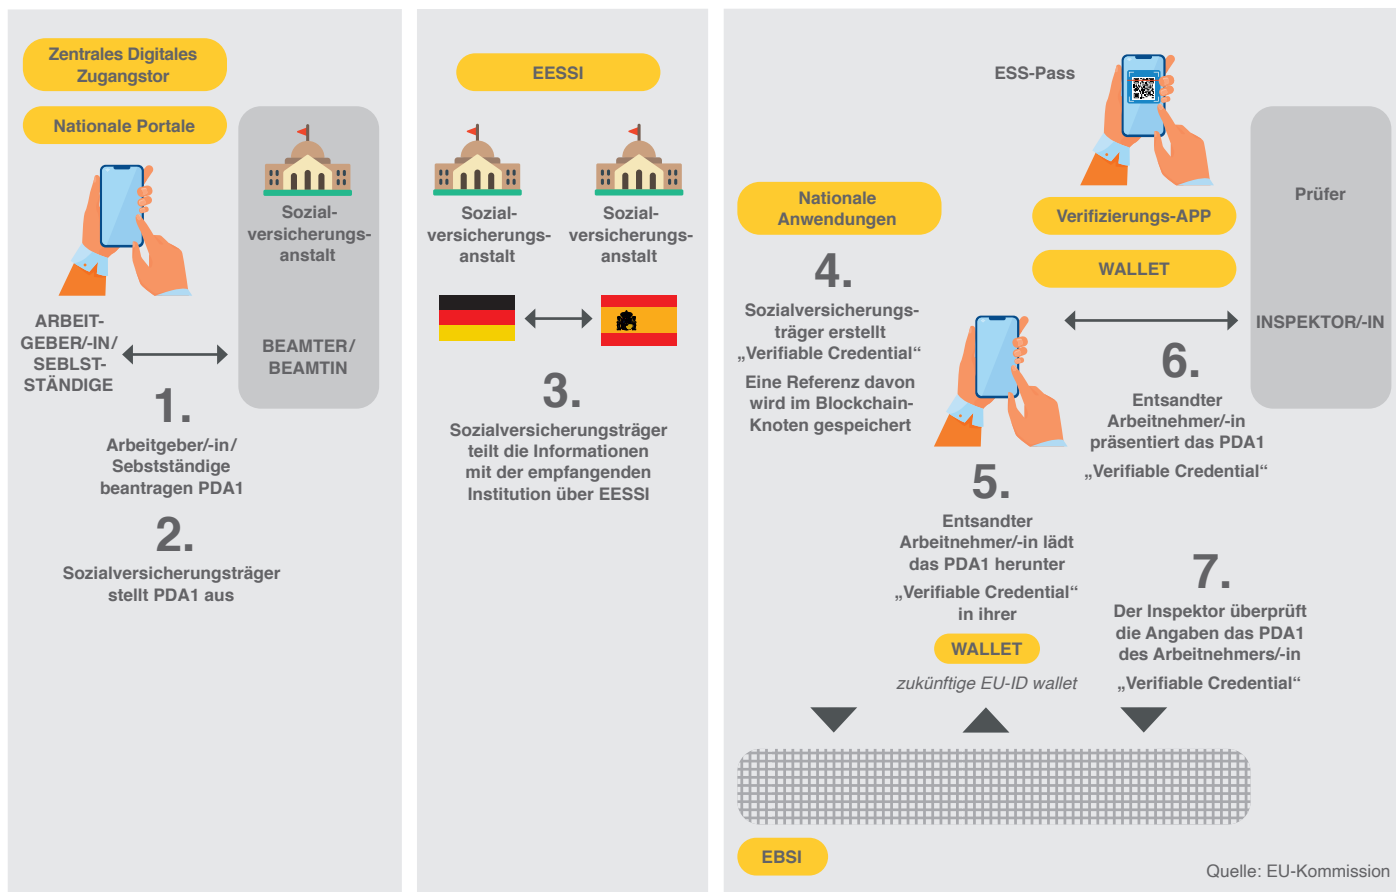 Zentrales Digitales
Zugangstor
Nationale Portale
Sozial-
versicherungs-
anstalt
ARBEIT-
GEBER/-IN/
SEBLST-
STÄNDIGE
BEAMTER/
BEAMTIN
1.
Arbeitgeber/-in/
Sebstständige
beantragen PDA1
2.
Sozialversicherungsträger
stellt PDA1 aus
EESSI
Sozial-
versicherungs-
anstalt
Sozial-
versicherungs-
anstalt
3.
Sozialversicherungsträger
teilt die Informationen
mit der empfangenden
Institution über EESSI
ESS-Pass
Nationale
Anwendungen
4.
Sozialversicherungs-
träger erstellt
„Verifiable Credential“
Eine Referenz davon
wird im Blockchain-
Knoten gespeichert
Verifizierungs-APP
WALLET
Prüfer
INSPEKTOR/-IN
5.
Entsandter
Arbeitnehmer/-in lädt
das PDA1 herunter
„Verifiable Credential“
in ihrer
WALLET
zukünftige EU-ID wallet
6.
Entsandter
Arbeitnehmer/-in
präsentiert das PDA1
„Verifiable Credential“
7.
Der Inspektor überprüft
die Angaben das PDA1
des Arbeitnehmers/-in
„Verifiable Credential“
EBSI
Quelle: EU-Kommission